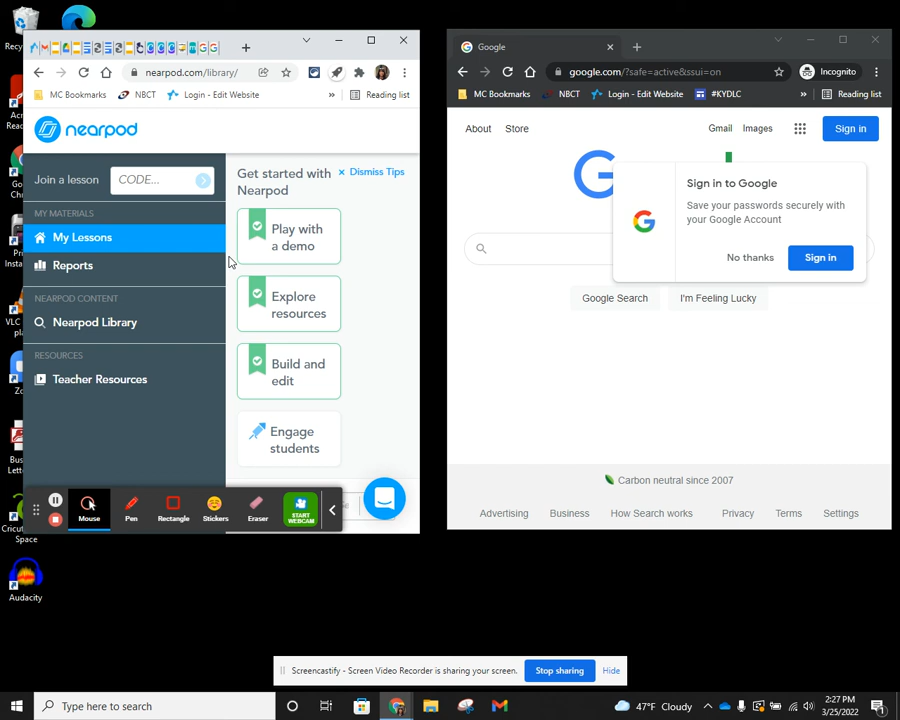 nearpod.com/library/
MC Bookmarks
NBCT
Login - Edit Website
»
Reading list
nearpod
Join a lesson
CODE...
MY MATERIALS
My Lessons
Reports
NEARPOD CONTENT
Nearpod Library
RESOURCES
Teacher Resources
Get started with
Nearpod
× Dismiss Tips
Play with
a demo
Explore
resources
Build and
edit
Engage
students
Mouse
Pen
Rectangle
Stickers
Eraser
START
WEBCAM
Google
google.com/?safe=active&ssui=on
Incognito
MC Bookmarks
NBCT
Login - Edit Website
#KYDLC
»
Reading list
About
Store
Gmail
Images
Sign in
G
Sign in to Google
Save your passwords securely with
your Google Account
No thanks
Sign in
Google Search
I'm Feeling Lucky
Carbon neutral since 2007
Advertising
Business
How Search works
Privacy
Terms
Settings
Space
Audacity
Screencastify - Screen Video Recorder is sharing your screen.
Stop sharing
Hide
Type here to search
47°F Cloudy
2:27 PM
3/25/2022
1